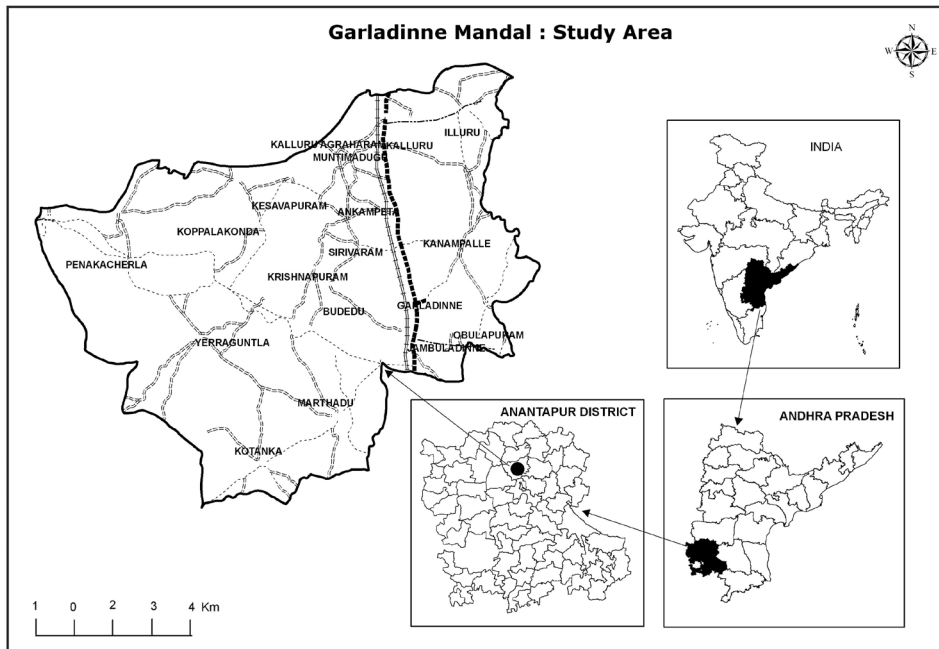 Garladinne Mandal : Study Area
N
W E
S
ILLURU
KALLURU AGRAHARAM KALLURU
MUNTIMADUGU
KESAVAPURAM
ANKAMPETA
KOPPALAKONDA
KANAMPALLE
SIRIVARAM
PENAKACHERLA
KRISHNAPURAM
GARLADINNE
BUDEDU
OBULAPURAM
YERRAGUNTLA
JAMBULADINNE
MARTHADU
KOTANKA
INDIA
ANANTAPUR DISTRICT
ANDHRA PRADESH
1 0 2 4 Km